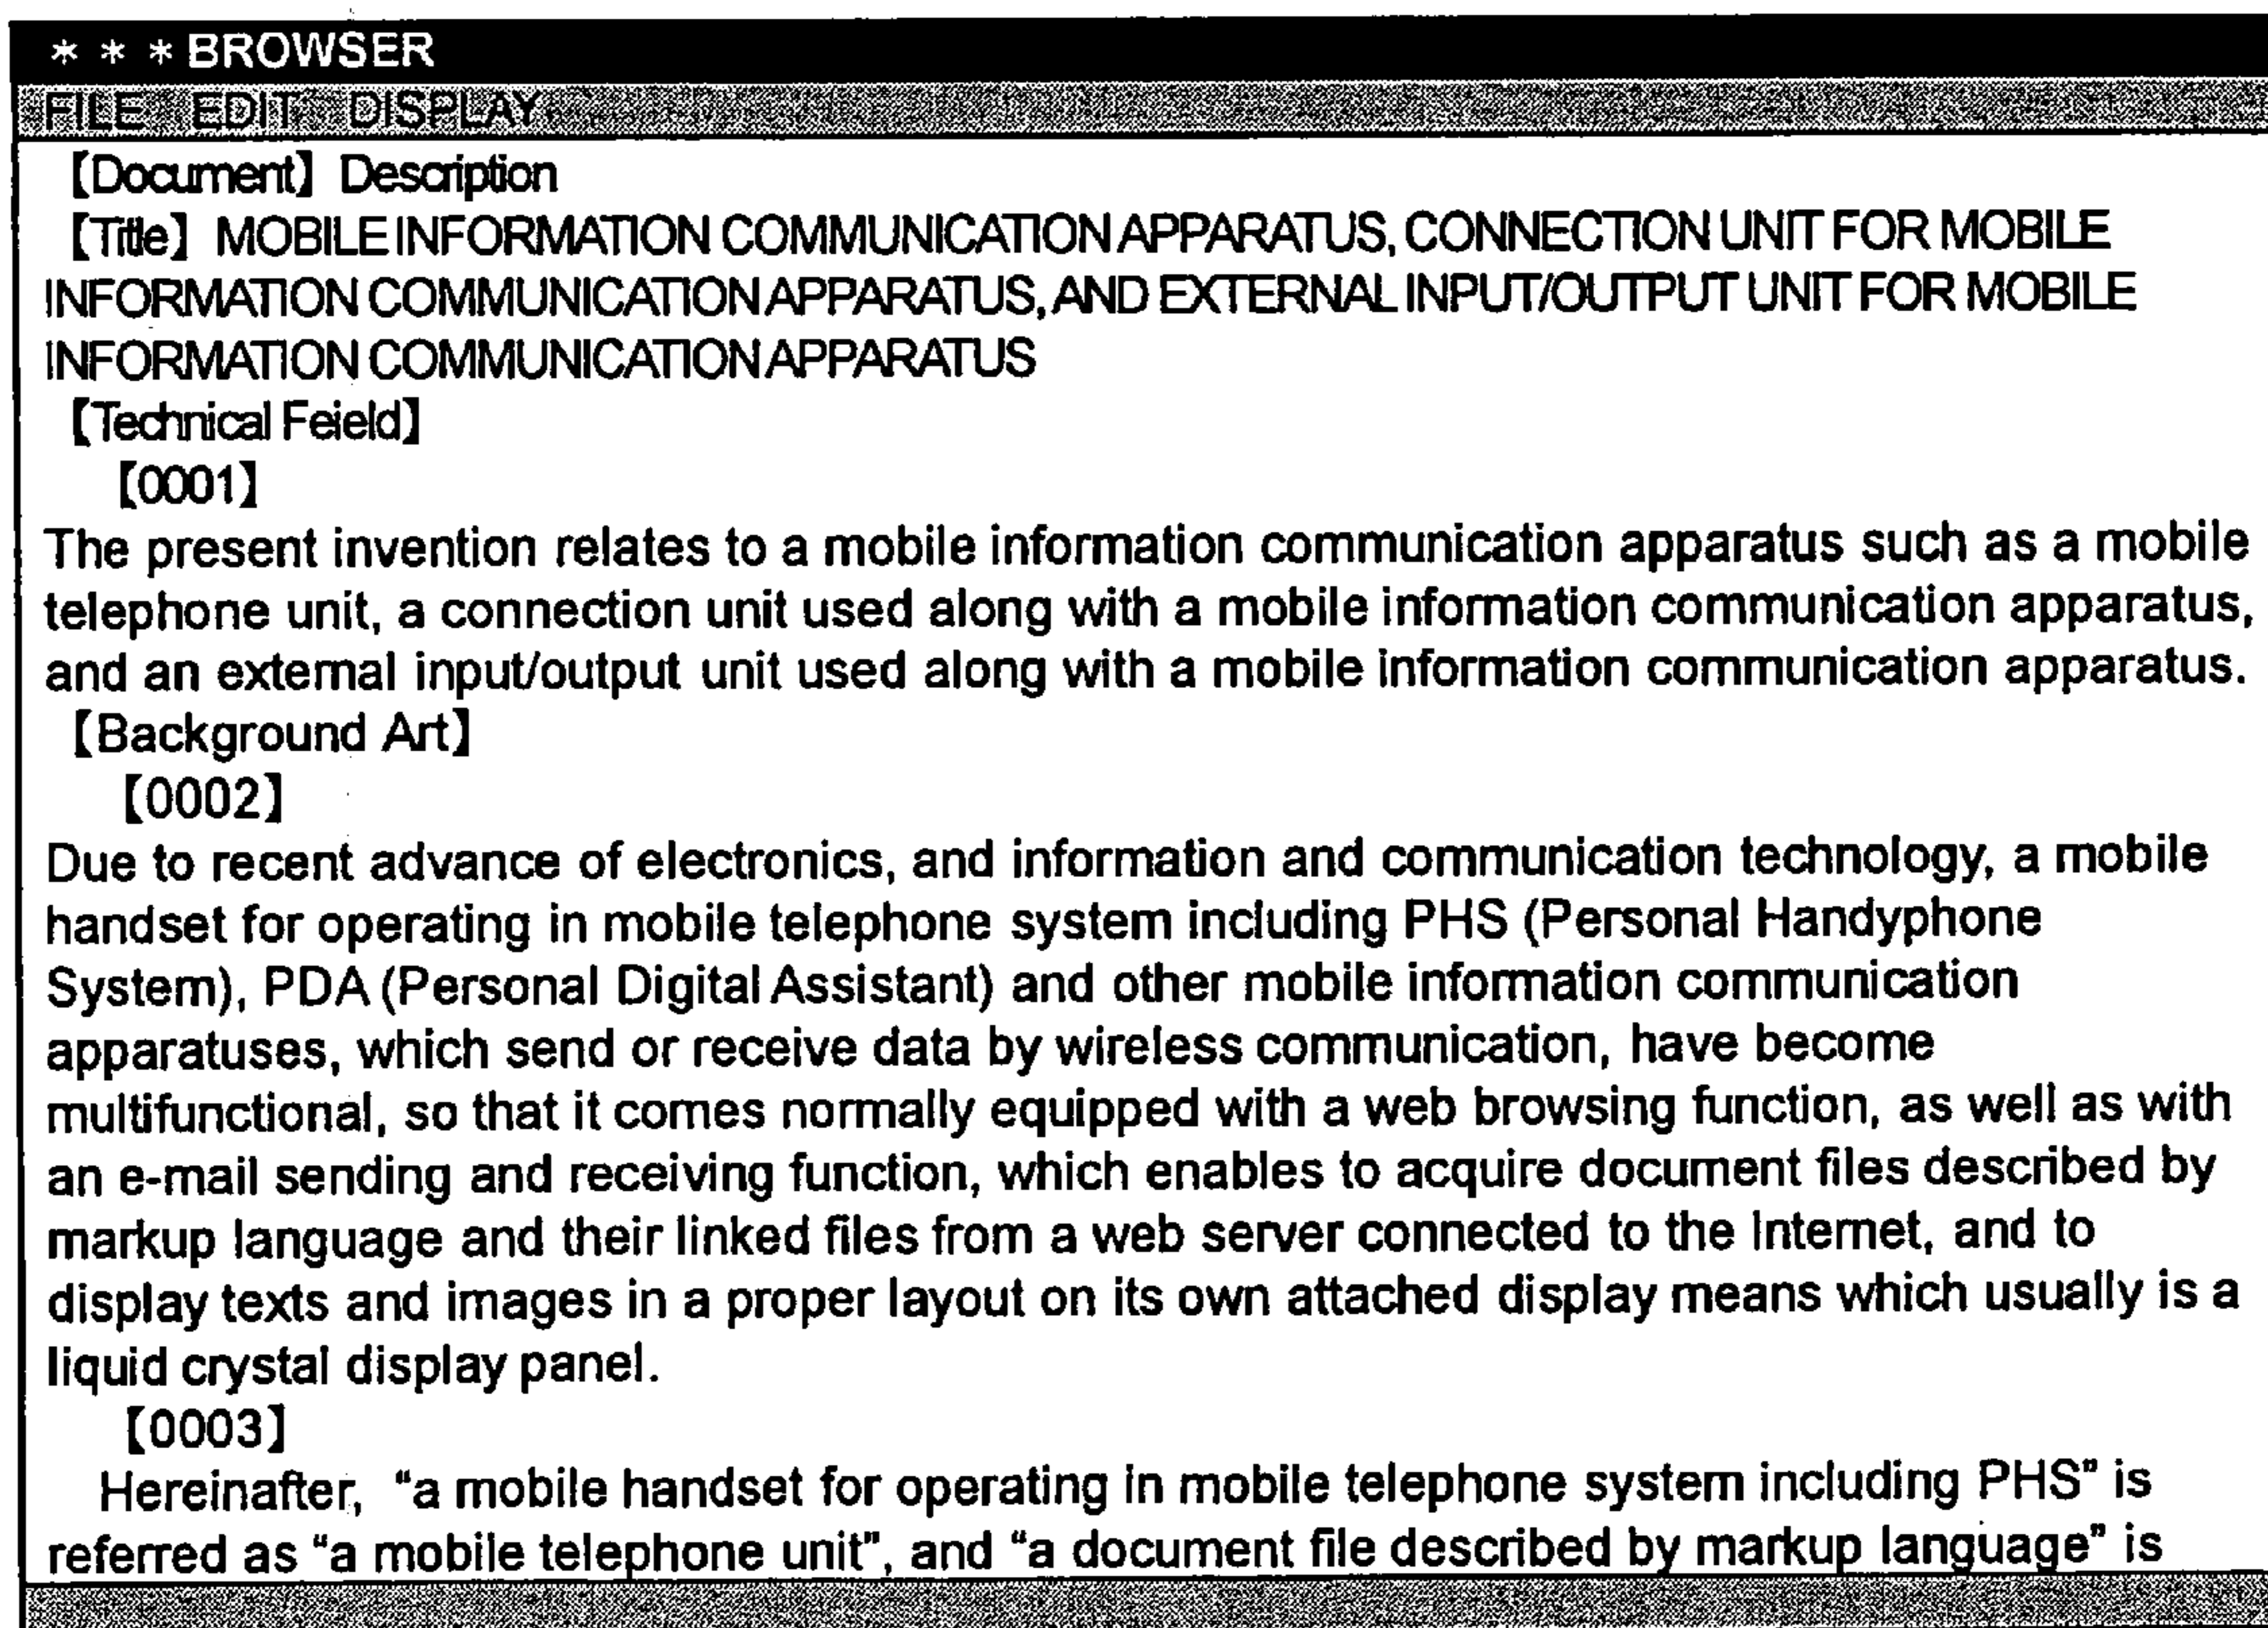 * * * BROWSER
FILE EDIT DISPLAY
【Document】 Description
【Title】 MOBILE INFORMATION COMMUNICATION APPARATUS, CONNECTION UNIT FOR MOBILE
INFORMATION COMMUNICATION APPARATUS, AND EXTERNAL INPUT/OUTPUT UNIT FOR MOBILE
INFORMATION COMMUNICATION APPARATUS
【Technical Feield】
【0001】
The present invention relates to a mobile information communication apparatus such as a mobile
telephone unit, a connection unit used along with a mobile information communication apparatus,
and an external input/output unit used along with a mobile information communication apparatus.
【Background Art】
【0002】
Due to recent advance of electronics, and information and communication technology, a mobile
handset for operating in mobile telephone system including PHS (Personal Handyphone
System), PDA (Personal Digital Assistant) and other mobile information communication
apparatuses, which send or receive data by wireless communication, have become
multifunctional, so that it comes normally equipped with a web browsing function, as well as with
an e-mail sending and receiving function, which enables to acquire document files described by
markup language and their linked files from a web server connected to the Internet, and to
display texts and images in a proper layout on its own attached display means which usually is a
liquid crystal display panel.
【0003】
Hereinafter, “a mobile handset for operating in mobile telephone system including PHS” is
referred as “a mobile telephone unit”, and “a document file described by markup language” is